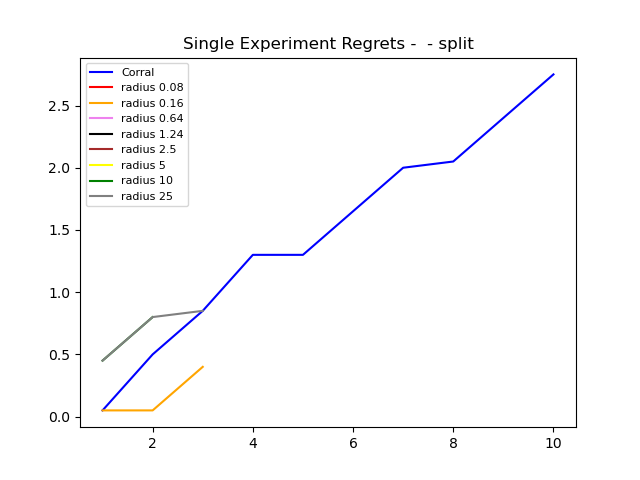 Single Experiment Regrets -  - split
Corral
radius 0.08
radius 0.16
radius 0.64
radius 1.24
radius 2.5
radius 5
radius 10
radius 25
2.5
2.0
1.5
1.0
0.5
0.0
2 4 6 8 10